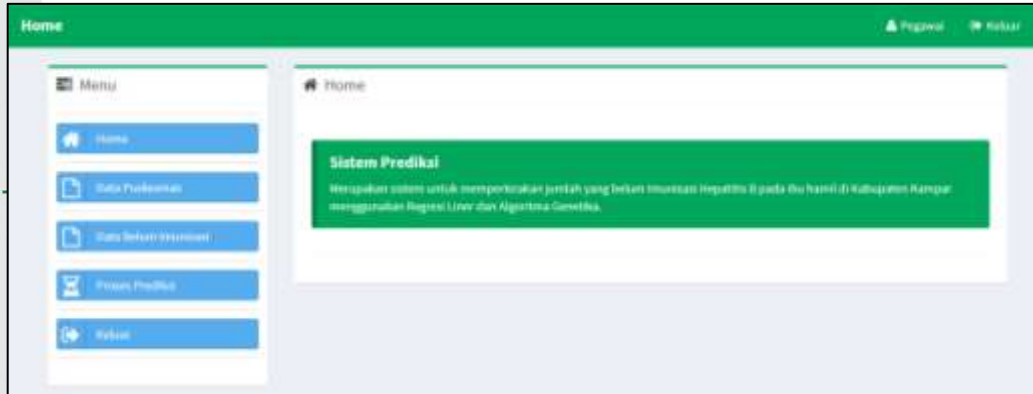 Home
Pegawai
Keluar
Menu
Home
Home
Data Puskesmas
Data Belum Imunisasi
Proses Prediksi
Keluar
Sistem Prediksi
Merupakan sistem untuk memperkirakan jumlah yang belum imunisasi Hepatitis B pada ibu hamil di Kabupaten Kampar
menggunakan Regresi Linier dan Algoritma Genetika.